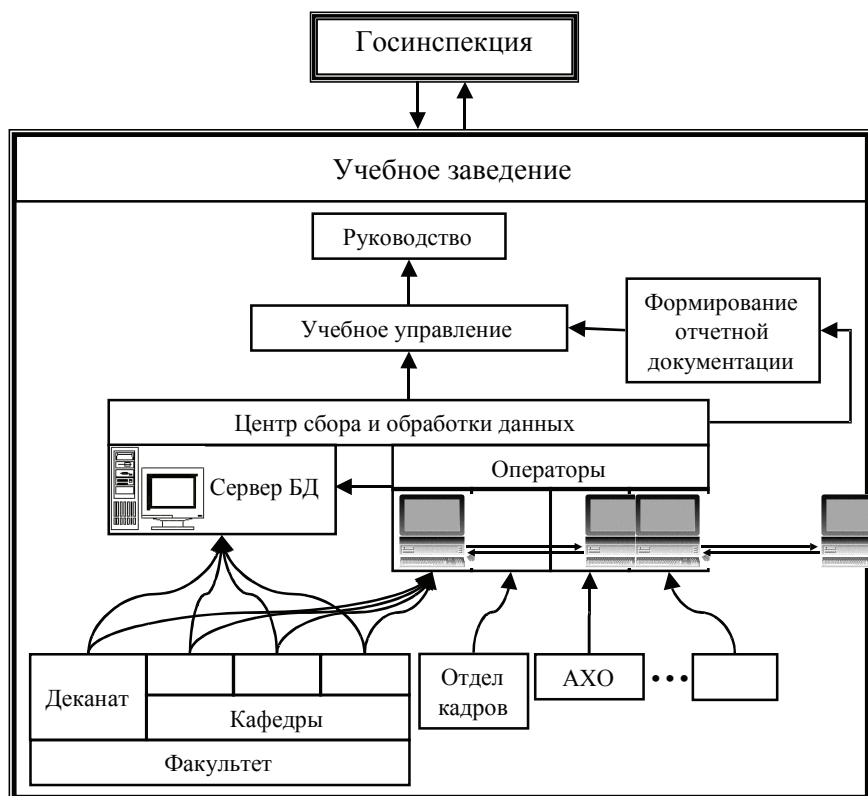 Госинспекция
Учебное заведение
Руководство
Учебное управление
Формирование
отчетной
документации
Центр сбора и обработки данных
Сервер БД
Операторы
Деканат
Кафедры
Факультет
Отдел
кадров
АХО
•••